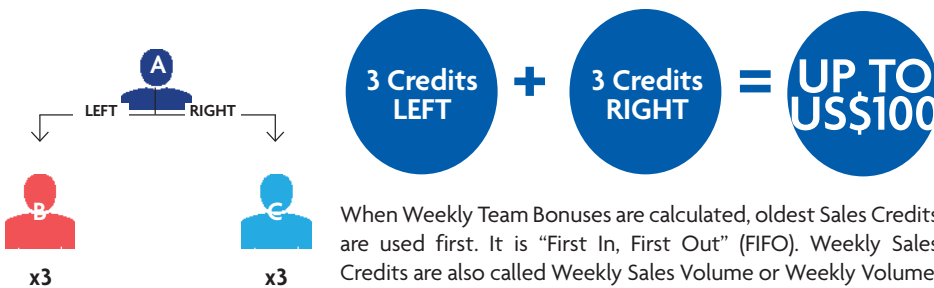 A
LEFT RIGHT
B C
x3 x3
3 Credits
LEFT
+
3 Credits
RIGHT
=
UP TO
US$100
When Weekly Team Bonuses are calculated, oldest Sales Credits
are used first. It is “First In, First Out” (FIFO). Weekly Sales
Credits are also called Weekly Sales Volume or Weekly Volume